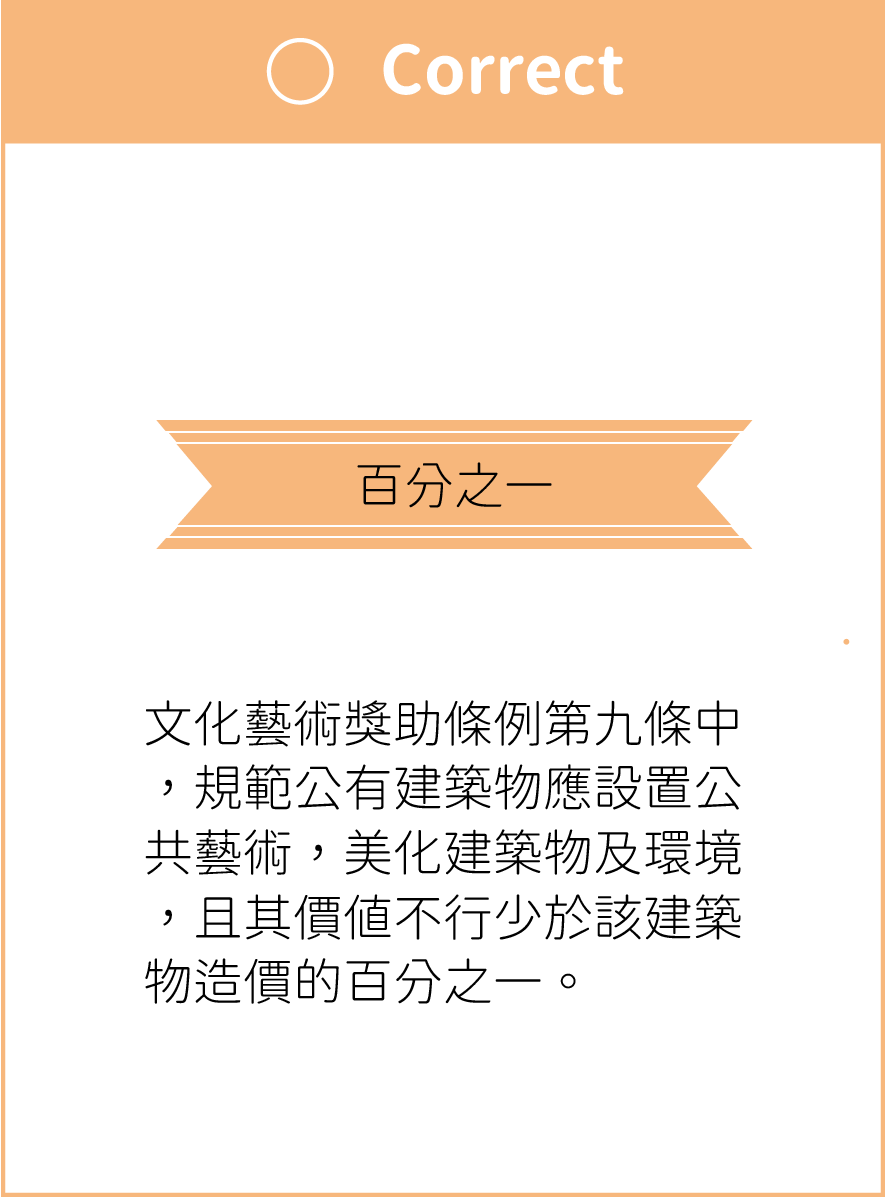 Correct
百分之一
文化藝術獎助條例第九條中
，規範公有建築物應設置公
共藝術，美化建築物及環境
，且其價值不行少於該建築
物造價的百分之一。